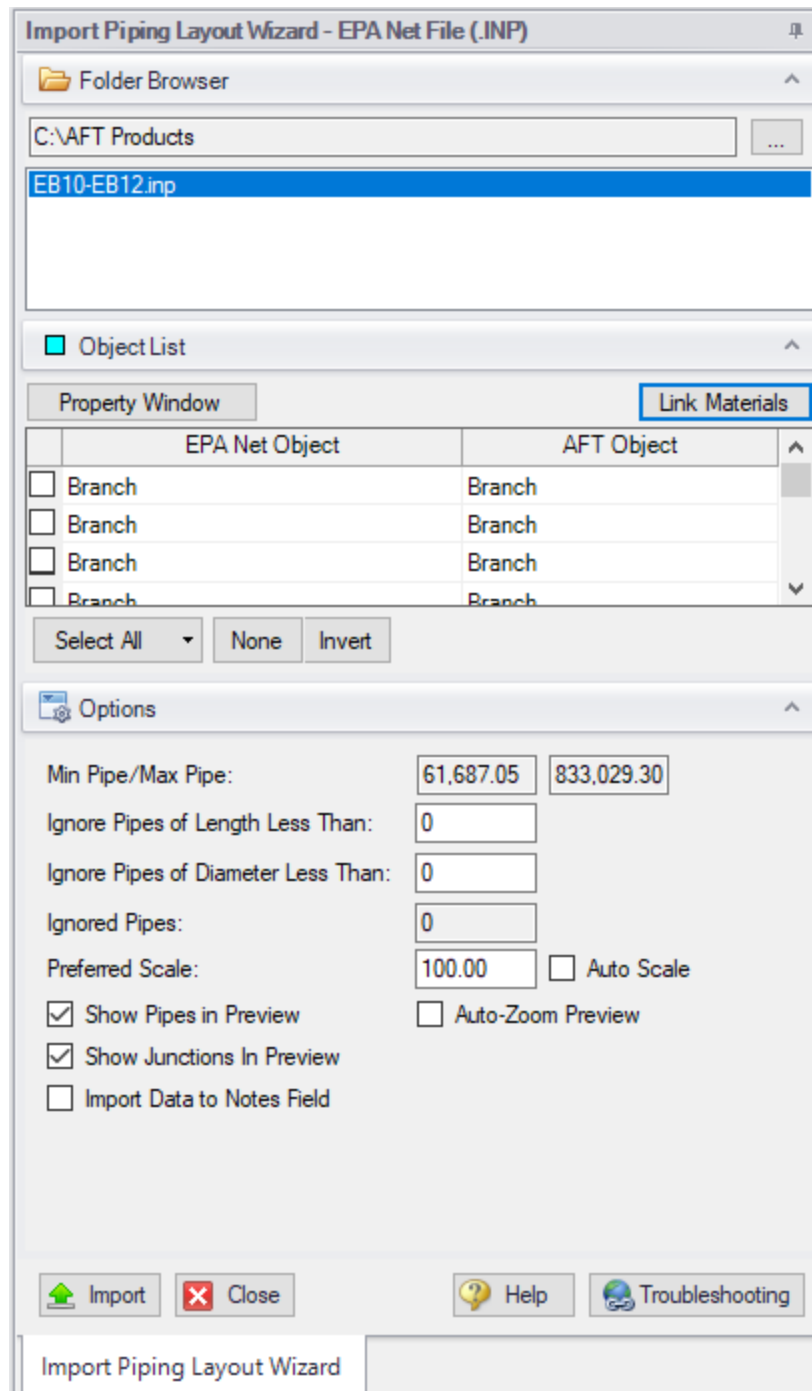 Import Piping Layout Wizard - EPA Net File (.INP)
Folder Browser
C:\AFT Products
...
EB10-EB12.inp
Object List
Property Window Link Materials
EPA Net Object AFT Object
Branch Branch
Branch Branch
Branch Branch
Branch Branch
Select All None Invert
Options
Min Pipe/Max Pipe: 61,687.05 833,029.30
Ignore Pipes of Length Less Than: 0
Ignore Pipes of Diameter Less Than: 0
Ignored Pipes: 0
Preferred Scale: 100.00 Auto Scale
Show Pipes in Preview Auto-Zoom Preview
Show Junctions In Preview
Import Data to Notes Field
Import Close Help Troubleshooting
Import Piping Layout Wizard